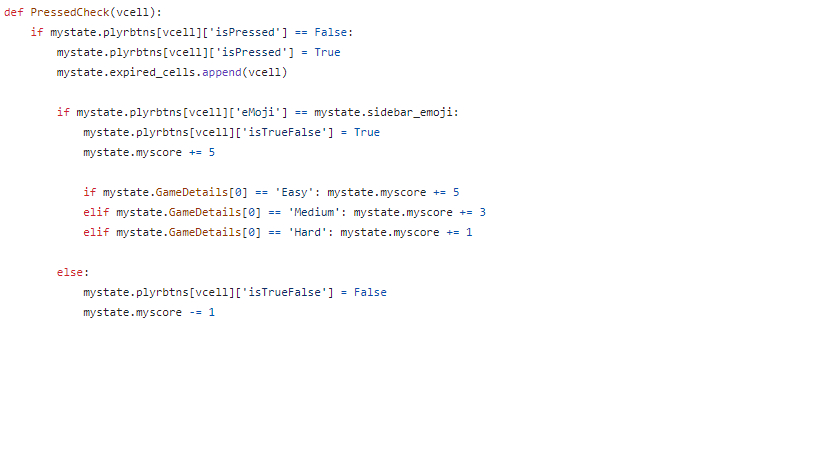 def PressedCheck(vcell):
    if mystate.plyrbtns[vcell]['isPressed'] == False:
        mystate.plyrbtns[vcell]['isPressed'] = True
        mystate.expired_cells.append(vcell)

        if mystate.plyrbtns[vcell]['eMoji'] == mystate.sidebar_emoji:
            mystate.plyrbtns[vcell]['isTrueFalse'] = True
            mystate.myscore += 5

            if mystate.GameDetails[0] == 'Easy': mystate.myscore += 5
            elif mystate.GameDetails[0] == 'Medium': mystate.myscore += 3
            elif mystate.GameDetails[0] == 'Hard': mystate.myscore += 1

        else:
            mystate.plyrbtns[vcell]['isTrueFalse'] = False
            mystate.myscore -= 1